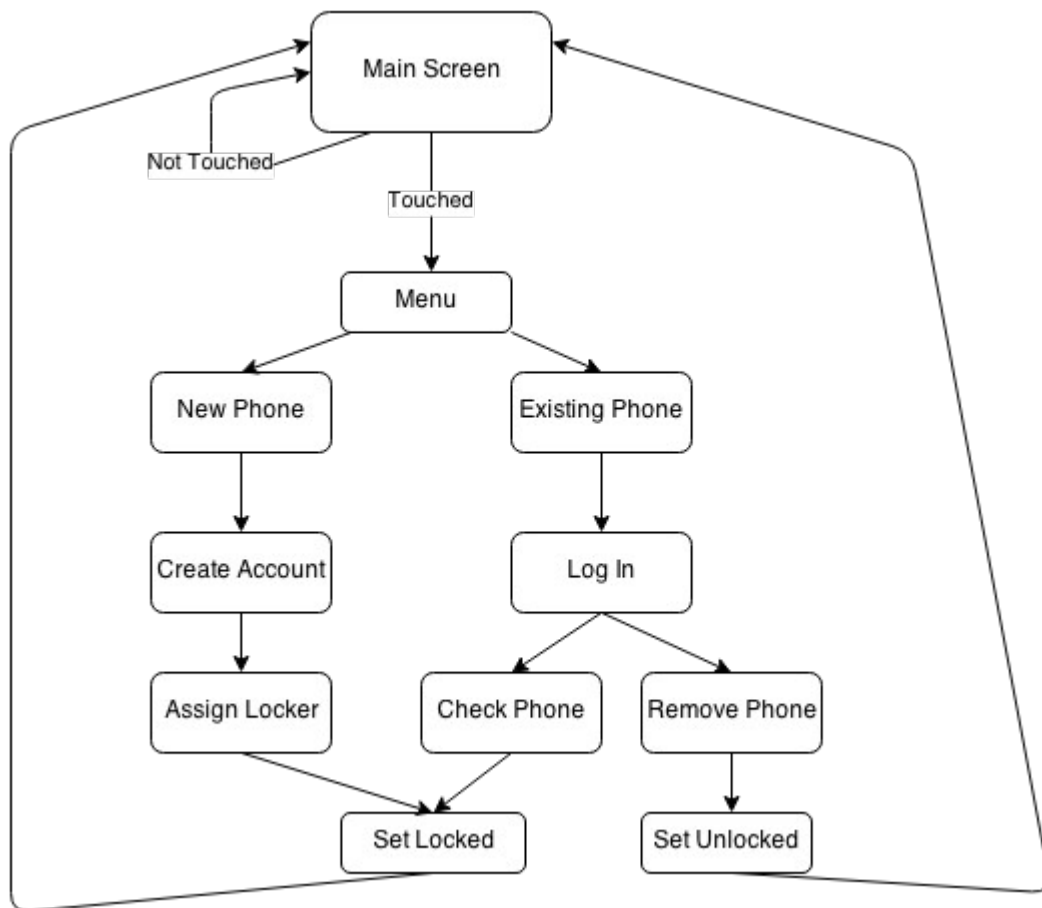 Main Screen
Not Touched
Touched
Menu
New Phone
Existing Phone
Create Account
Log In
Assign Locker
Check Phone
Remove Phone
Set Locked
Set Unlocked